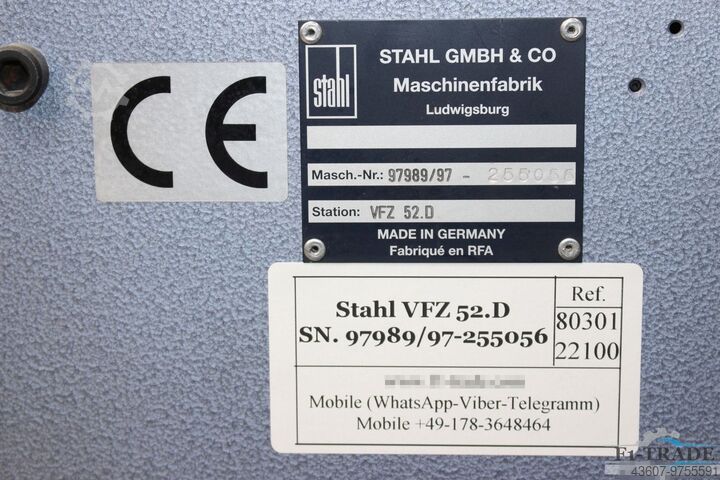 CE
stahl
STAHL GMBH & CO
Maschinenfabrik
Ludwigsburg
Masch.-Nr.: 97989/97 - 255056
Station: VFZ 52.D
MADE IN GERMANY
Fabriqué en RFA
Stahl VFZ 52.D
SN. 97989/97-255056
Ref.
80301
22100
Mobile (WhatsApp-Viber-Telegramm)
Mobile +49-178-3648464
F1-TRADE
43607-9755591